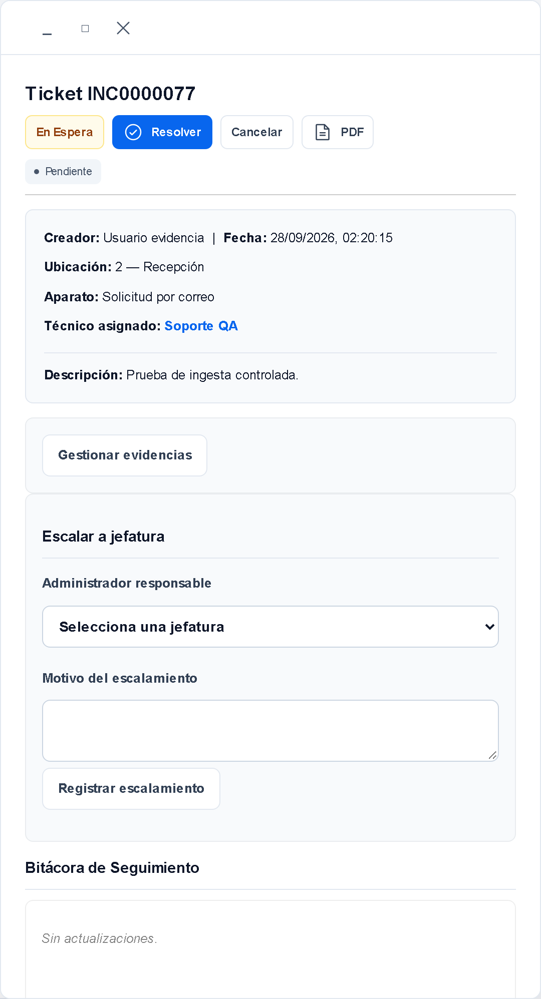 Ticket INC0000077
En Espera Resolver Cancelar PDF
Pendiente
Creador: Usuario evidencia | Fecha: 28/09/2026, 02:20:15
Ubicación: 2 — Recepción
Aparato: Solicitud por correo
Técnico asignado: Soporte QA
Descripción: Prueba de ingesta controlada.
Gestionar evidencias
Escalar a jefatura
Administrador responsable
Selecciona una jefatura
Motivo del escalamiento
Registrar escalamiento
Bitácora de Seguimiento
Sin actualizaciones.